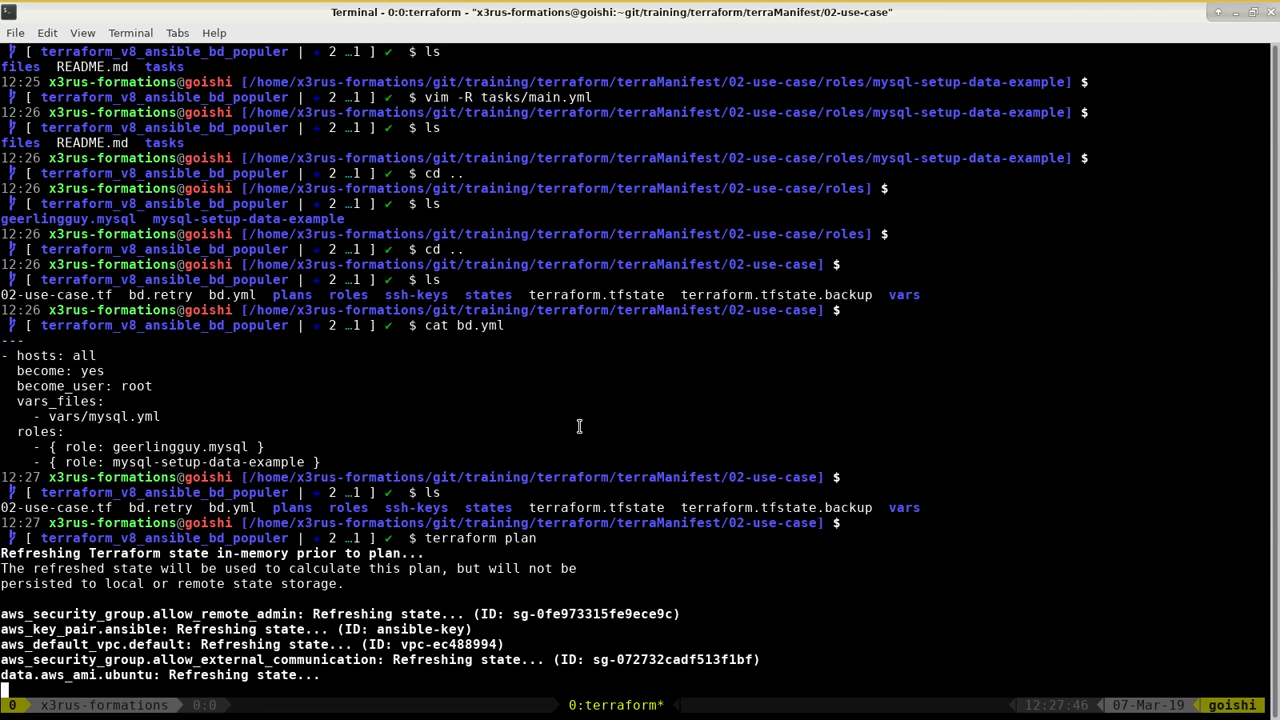 Terminal - 0:0:terraform - "x3rus-formations@goishi:~git/training/terraform/terraManifest/02-use-case"
File Edit View Terminal Tabs Help
[ terraform_v8_ansible_bd_populer | 2 …1 ] ✔ $ ls
files README.md tasks
12:25 x3rus-formations@goishi [/home/x3rus-formations/git/training/terraform/terraManifest/02-use-case/roles/mysql-setup-data-example] $
[ terraform_v8_ansible_bd_populer | 2 …1 ] ✔ $ vim -R tasks/main.yml
12:26 x3rus-formations@goishi [/home/x3rus-formations/git/training/terraform/terraManifest/02-use-case/roles/mysql-setup-data-example] $
[ terraform_v8_ansible_bd_populer | 2 …1 ] ✔ $ ls
files README.md tasks
12:26 x3rus-formations@goishi [/home/x3rus-formations/git/training/terraform/terraManifest/02-use-case/roles/mysql-setup-data-example] $
[ terraform_v8_ansible_bd_populer | 2 …1 ] ✔ $ cd ..
12:26 x3rus-formations@goishi [/home/x3rus-formations/git/training/terraform/terraManifest/02-use-case/roles] $
[ terraform_v8_ansible_bd_populer | 2 …1 ] ✔ $ ls
geerlingguy.mysql mysql-setup-data-example
12:26 x3rus-formations@goishi [/home/x3rus-formations/git/training/terraform/terraManifest/02-use-case/roles] $
[ terraform_v8_ansible_bd_populer | 2 …1 ] ✔ $ cd ..
12:26 x3rus-formations@goishi [/home/x3rus-formations/git/training/terraform/terraManifest/02-use-case] $
[ terraform_v8_ansible_bd_populer | 2 …1 ] ✔ $ ls
02-use-case.tf bd.retry bd.yml plans roles ssh-keys states terraform.tfstate terraform.tfstate.backup vars
12:26 x3rus-formations@goishi [/home/x3rus-formations/git/training/terraform/terraManifest/02-use-case] $
[ terraform_v8_ansible_bd_populer | 2 …1 ] ✔ $ cat bd.yml
---
- hosts: all
become: yes
become_user: root
vars_files:
- vars/mysql.yml
roles:
- { role: geerlingguy.mysql }
- { role: mysql-setup-data-example }
12:27 x3rus-formations@goishi [/home/x3rus-formations/git/training/terraform/terraManifest/02-use-case] $
[ terraform_v8_ansible_bd_populer | 2 …1 ] ✔ $ ls
02-use-case.tf bd.retry bd.yml plans roles ssh-keys states terraform.tfstate terraform.tfstate.backup vars
12:27 x3rus-formations@goishi [/home/x3rus-formations/git/training/terraform/terraManifest/02-use-case] $
[ terraform_v8_ansible_bd_populer | 2 …1 ] ✔ $ terraform plan
Refreshing Terraform state in-memory prior to plan...
The refreshed state will be used to calculate this plan, but will not be
persisted to local or remote state storage.
aws_security_group.allow_remote_admin: Refreshing state... (ID: sg-0fe973315fe9ece9c)
aws_key_pair.ansible: Refreshing state... (ID: ansible-key)
aws_default_vpc.default: Refreshing state... (ID: vpc-ec488994)
aws_security_group.allow_external_communication: Refreshing state... (ID: sg-072732cadf513f1bf)
data.aws_ami.ubuntu: Refreshing state...
0 x3rus-formations 0:0 0:terraform* 12:27:46 07-Mar-19 goishi